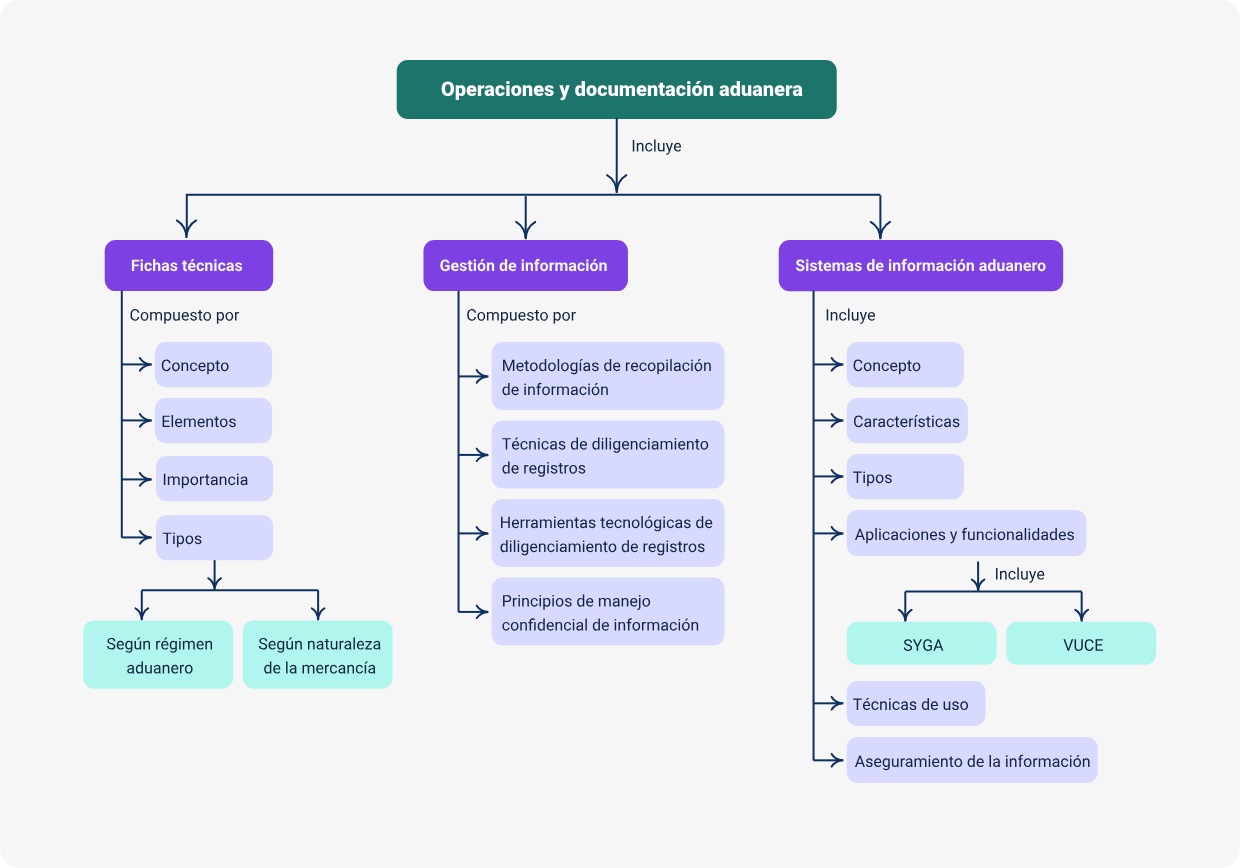 Operaciones y documentación aduanera
Incluye
Fichas técnicas
Compuesto por
Concepto
Elementos
Importancia
Tipos
Según régimen
aduanero
Según naturaleza
de la mercancía
Gestión de información
Compuesto por
Metodologías de recopilación
de información
Técnicas de diligenciamiento
de registros
Herramientas tecnológicas de
diligenciamiento de registros
Principios de manejo
confidencial de información
Sistemas de información aduanero
Incluye
Concepto
Características
Tipos
Aplicaciones y funcionalidades
Incluye
SYGA
VUCE
Técnicas de uso
Aseguramiento de la información